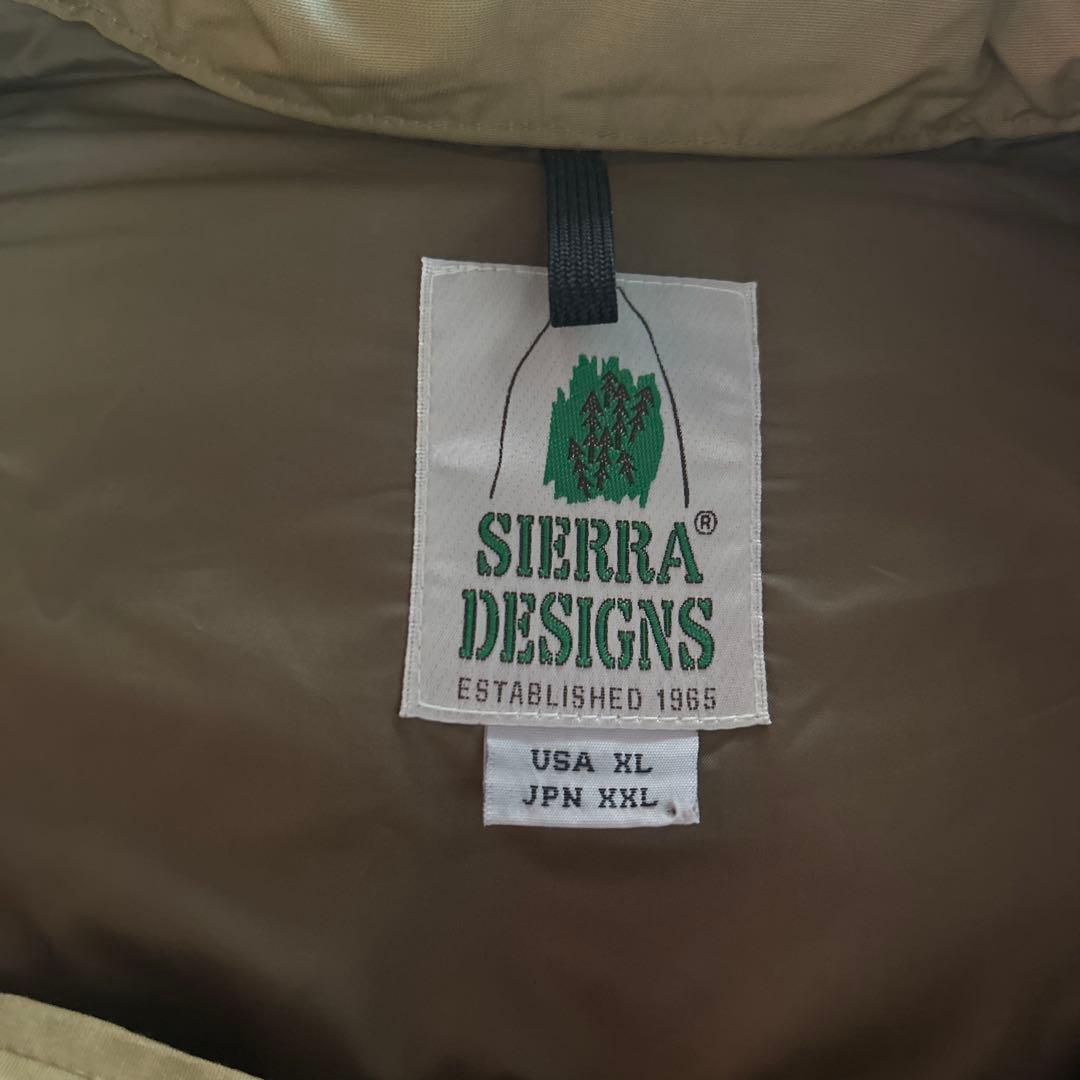 SIERRA®
DESIGNS
ESTABLISHED 1965
USA XL
JPN XXL